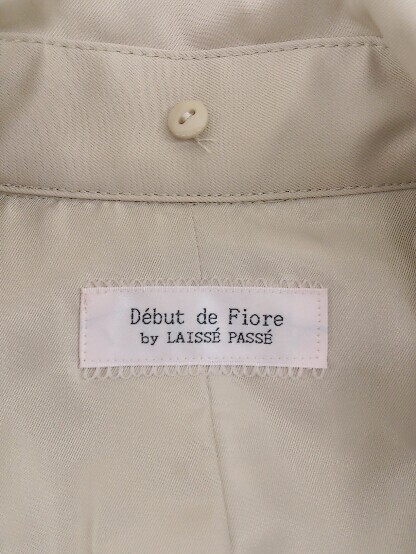 Début de Fiore
by LAISSÉ PASSÉ